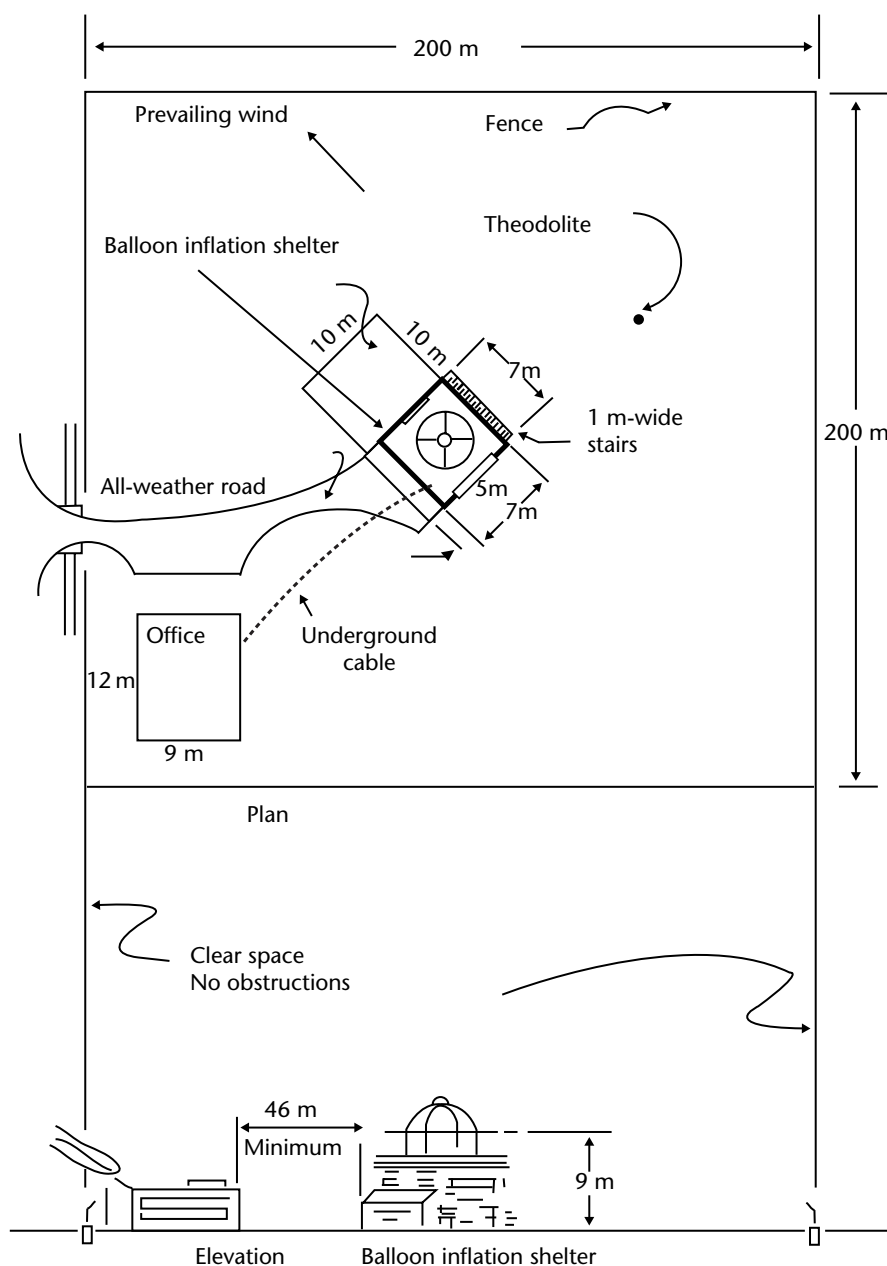 200 m
Prevailing wind
Fence
Theodolite
Balloon inflation shelter
10 m
10 m
7m
1 m-wide
stairs
200 m
All-weather road
5m
7m
Office
Underground
cable
12 m
9 m
Plan
Clear space
No obstructions
46 m
Minimum
9 m
Elevation
Balloon inflation shelter